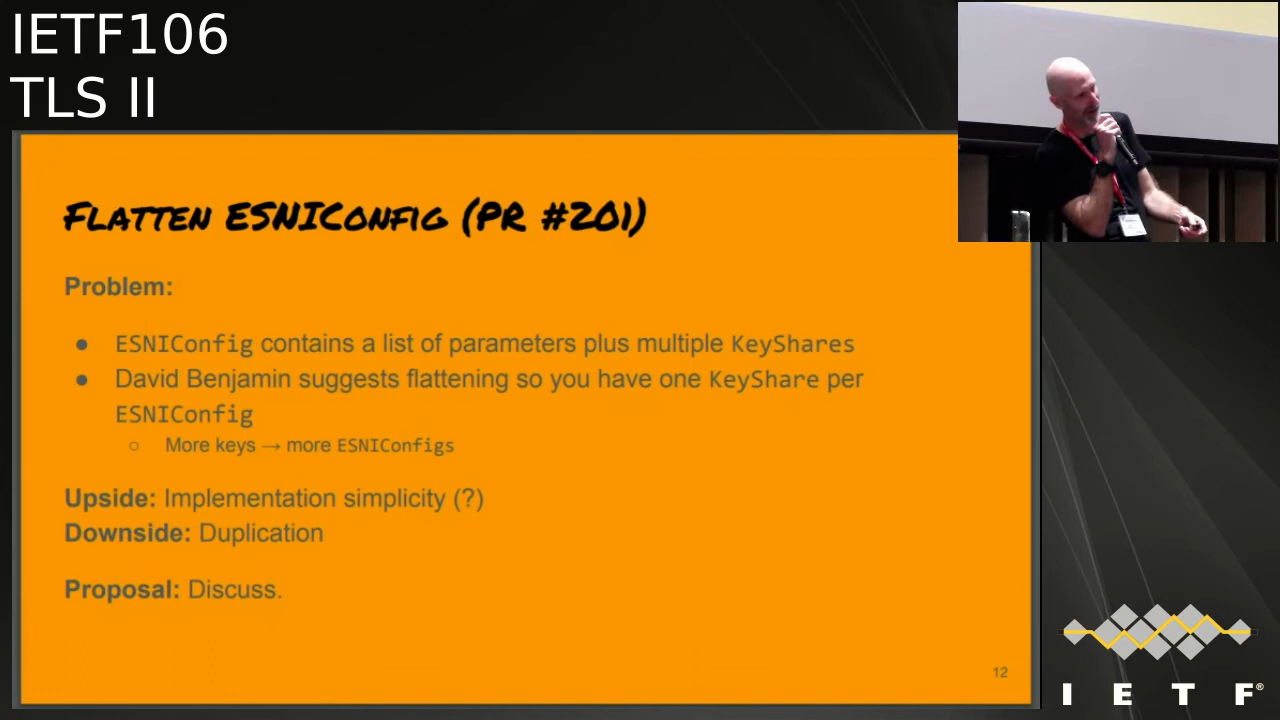 IETF106
TLS II
FLATTEN ESNICONFIG (PR #201)
Problem:
● ESNIConfig contains a list of parameters plus multiple KeyShares
● David Benjamin suggests flattening so you have one KeyShare per
ESNIConfig
○ More keys → more ESNIConfigs
Upside: Implementation simplicity (?)
Downside: Duplication
Proposal: Discuss.
12
I E T F®